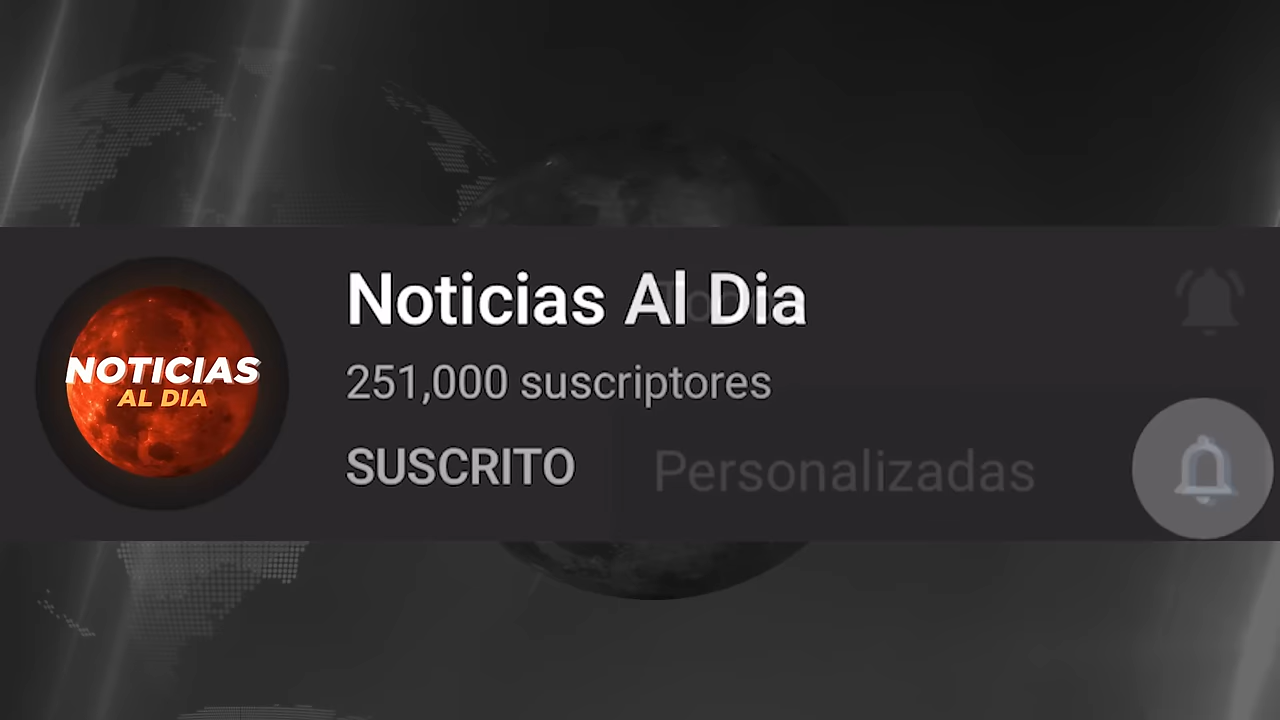 NOTICIAS
AL DIA
Noticias Al Dia
251,000 suscriptores
SUSCRITO
Personalizadas